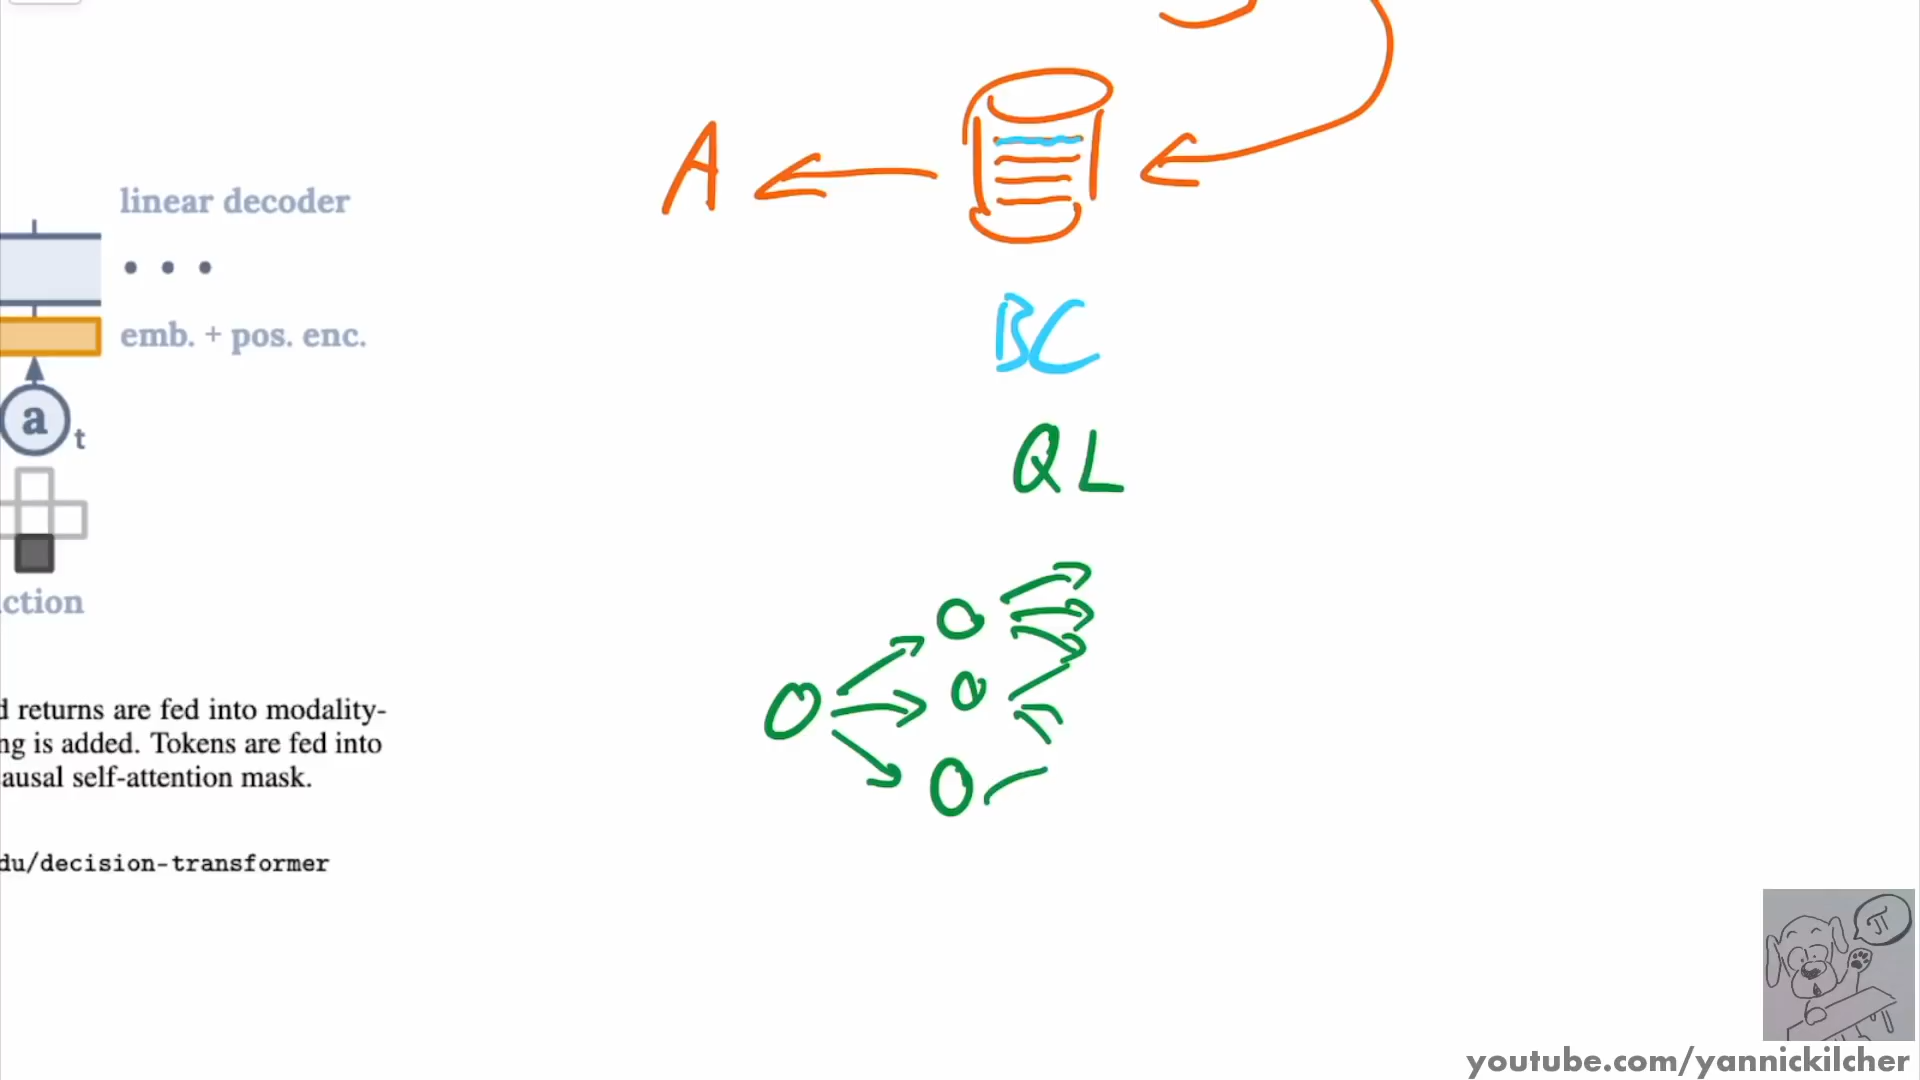 A
linear decoder
• • •
emb. + pos. enc.
BC
a t
QL
ction
d returns are fed into modality-
ng is added. Tokens are fed into
ausal self-attention mask.
du/decision-transformer
π
youtube.com/yannickilcher